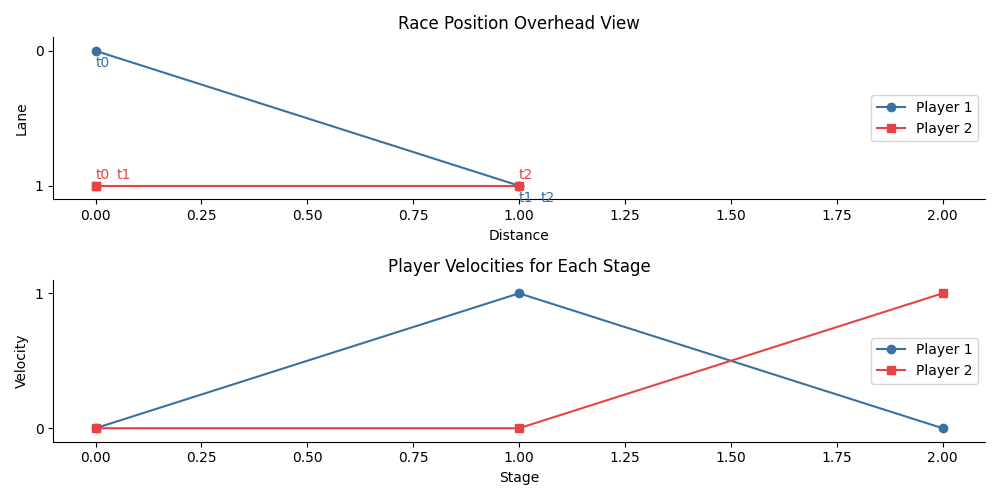 Race Position Overhead View
Lane
0
1
t0
t0 t1
t2
t1 t2
Player 1
Player 2
0.00 0.25 0.50 0.75 1.00 1.25 1.50 1.75 2.00
Distance
Player Velocities for Each Stage
Velocity
1
0
Player 1
Player 2
0.00 0.25 0.50 0.75 1.00 1.25 1.50 1.75 2.00
Stage